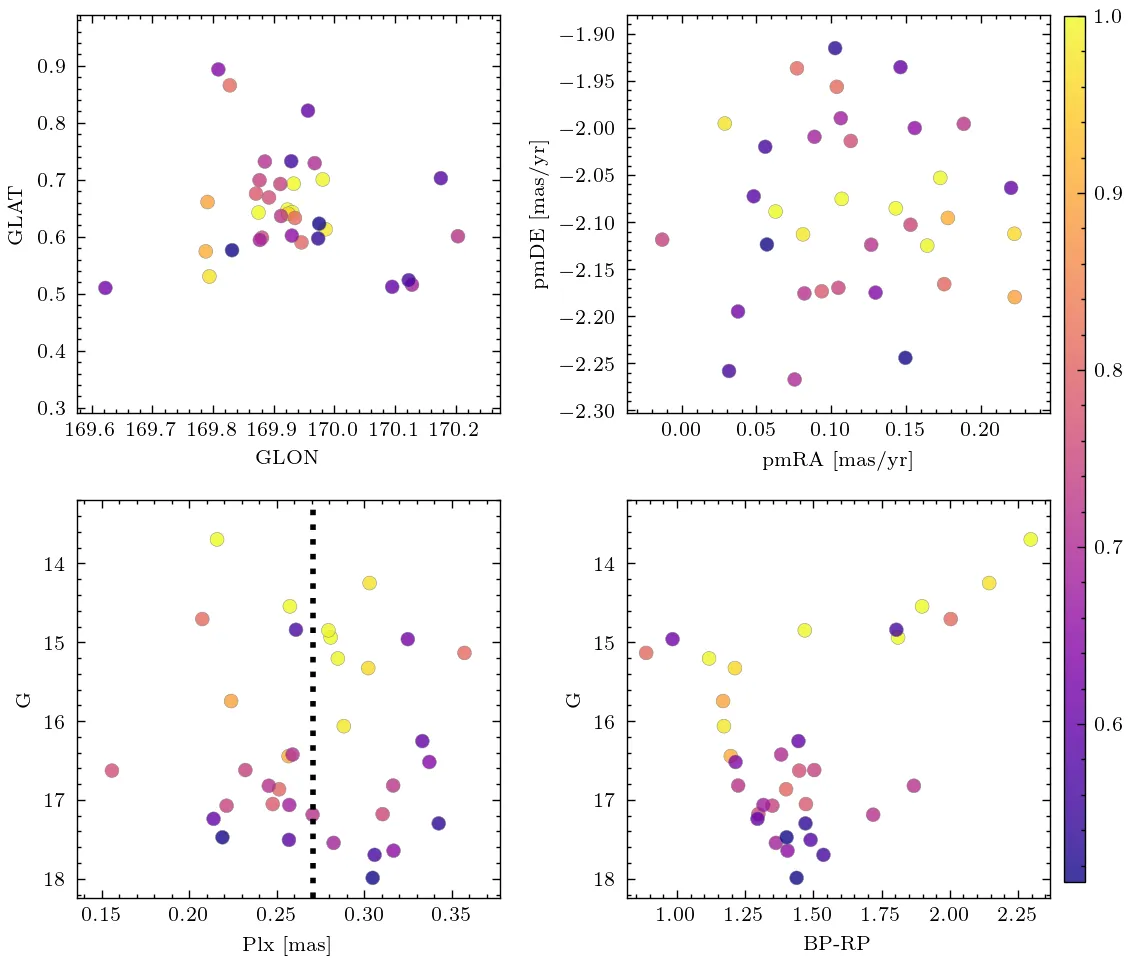 0.9
0.8
0.7
0.6
0.5
0.4
0.3
GLAT
169.6 169.7 169.8 169.9 170.0 170.1 170.2
GLON
−1.90
−1.95
−2.00
−2.05
−2.10
−2.15
−2.20
−2.25
−2.30
pmDE [mas/yr]
0.00 0.05 0.10 0.15 0.20
pmRA [mas/yr]
14
15
16
17
18
G
0.15 0.20 0.25 0.30 0.35
Plx [mas]
14
15
16
17
18
G
1.00 1.25 1.50 1.75 2.00 2.25
BP-RP
1.0
0.9
0.8
0.7
0.6